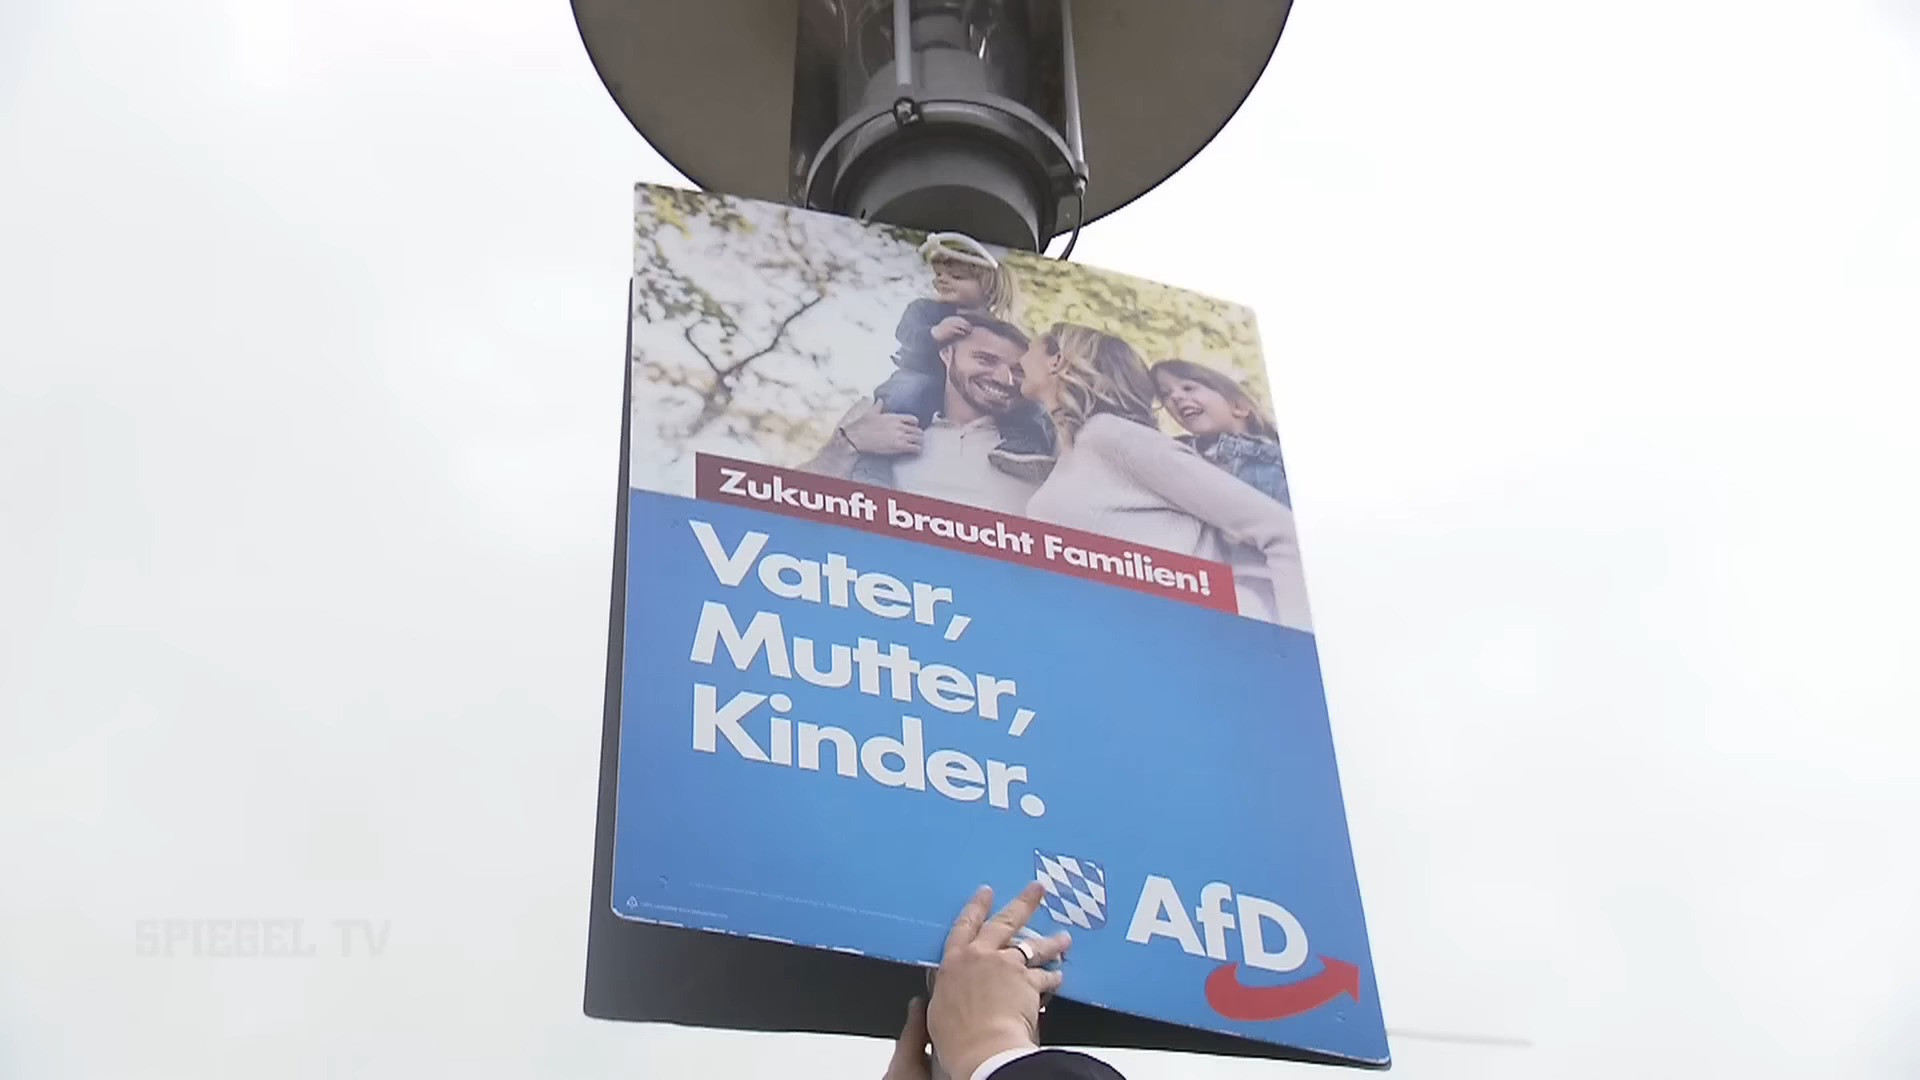 Zukunft braucht Familien!
Vater,
Mutter,
Kinder.
AfD
SPIEGEL TV